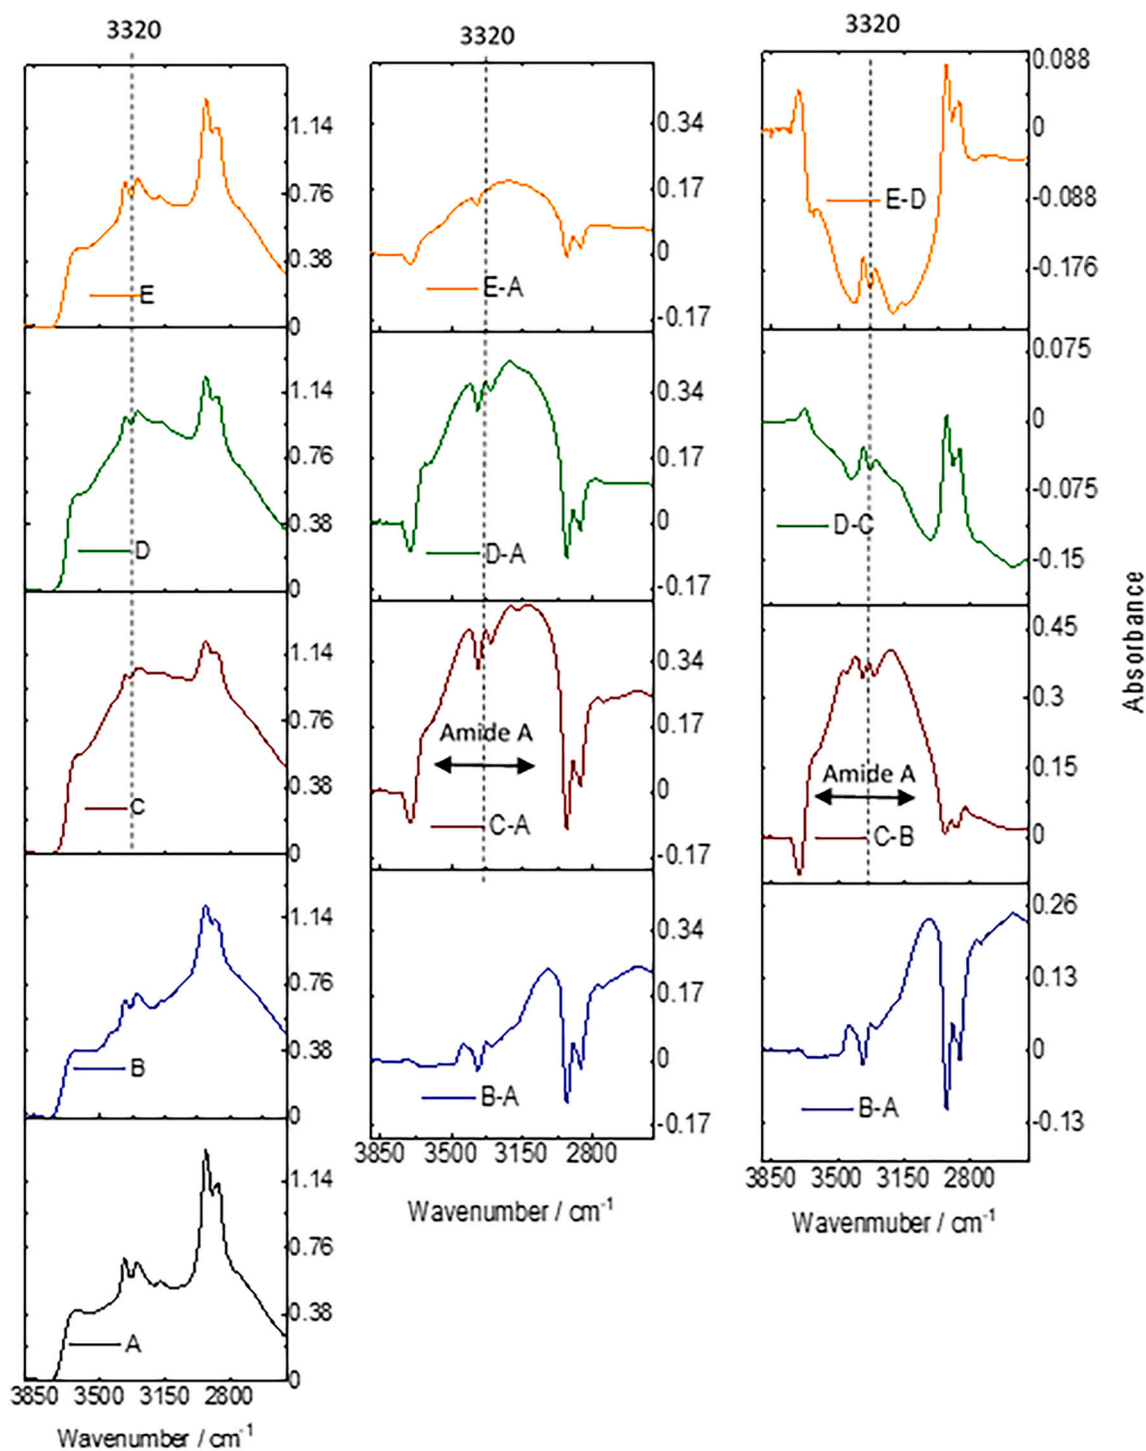 3320
1.14
0.76
0.38
0
E
1.14
0.76
0.38
0
D
1.14
0.76
0.38
0
C
1.14
0.76
0.38
0
B
1.14
0.76
0.38
0
A
3850 3500 3150 2800
Wavenumber / cm-1
3320
0.34
0.17
0
-0.17
E-A
0.34
0.17
0
-0.17
D-A
0.34
0.17
0
-0.17
Amide A
C-A
0.34
0.17
0
-0.17
B-A
3850 3500 3150 2800
Wavenumber / cm-1
3320
0.088
0
-0.088
-0.176
E-D
0.075
0
-0.075
-0.15
D-C
0.45
0.3
0.15
0
Amide A
C-B
0.26
0.13
0
-0.13
B-A
3850 3500 3150 2800
Wavenmuber / cm-1
Absorbance